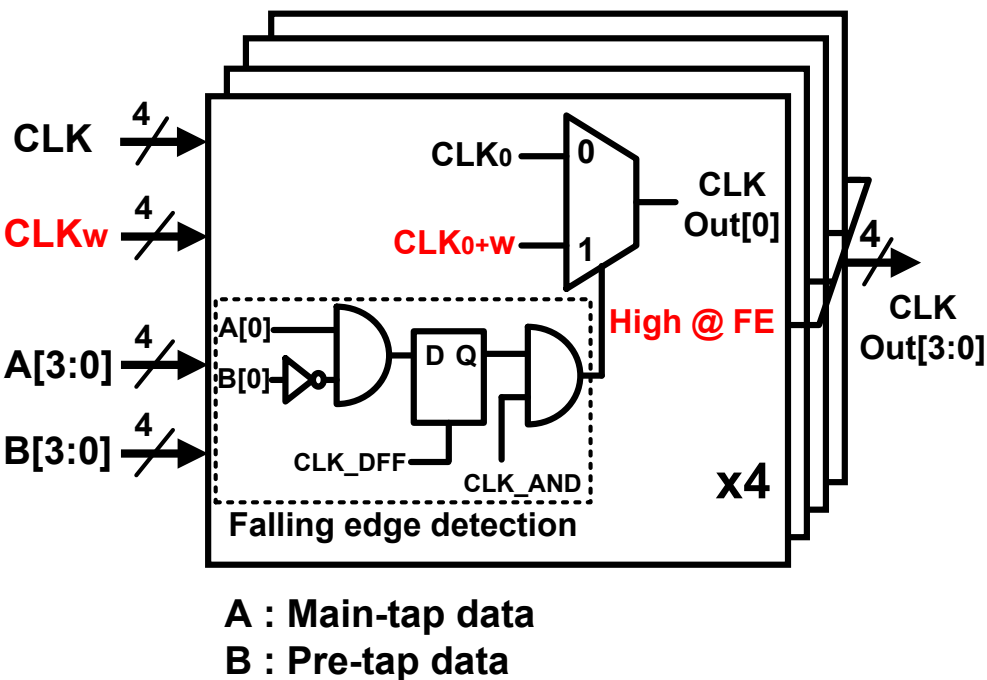 CLK
4
CLKw
4
A[3:0]
4
B[3:0]
4
CLK0
0
CLK0+w
1
CLK
Out[0]
High @ FE
A[0]
B[0]
D Q
CLK_DFF
CLK_AND
Falling edge detection
x4
4
CLK
Out[3:0]
A : Main-tap data
B : Pre-tap data